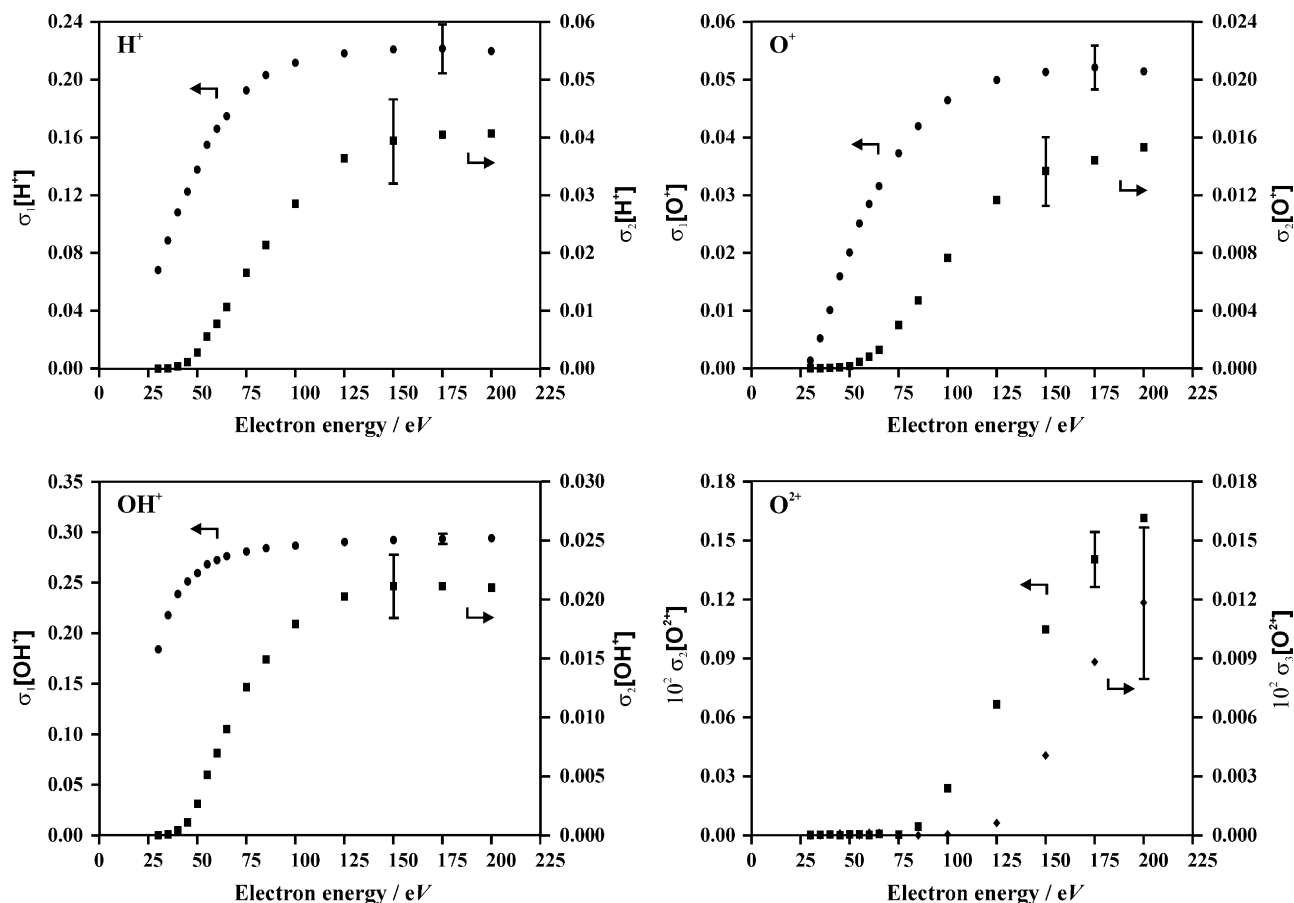 H⁺
0.24
0.20
0.16
0.12
0.08
0.04
0.00
σ₁[H⁺]
0.06
0.05
0.04
0.03
0.02
0.01
0.00
σ₂[H⁺]
0 25 50 75 100 125 150 175 200 225
Electron energy / eV
O⁺
0.06
0.05
0.04
0.03
0.02
0.01
0.00
σ₁[O⁺]
0.024
0.020
0.016
0.012
0.008
0.004
0.000
σ₂[O⁺]
0 25 50 75 100 125 150 175 200 225
Electron energy / eV
OH⁺
0.35
0.30
0.25
0.20
0.15
0.10
0.05
0.00
σ₁[OH⁺]
0.030
0.025
0.020
0.015
0.010
0.005
0.000
σ₂[OH⁺]
0 25 50 75 100 125 150 175 200 225
Electron energy / eV
O²⁺
0.18
0.15
0.12
0.09
0.06
0.03
0.00
10² σ₂[O²⁺]
0.018
0.015
0.012
0.009
0.006
0.003
0.000
10² σ₃[O²⁺]
0 25 50 75 100 125 150 175 200 225
Electron energy / eV